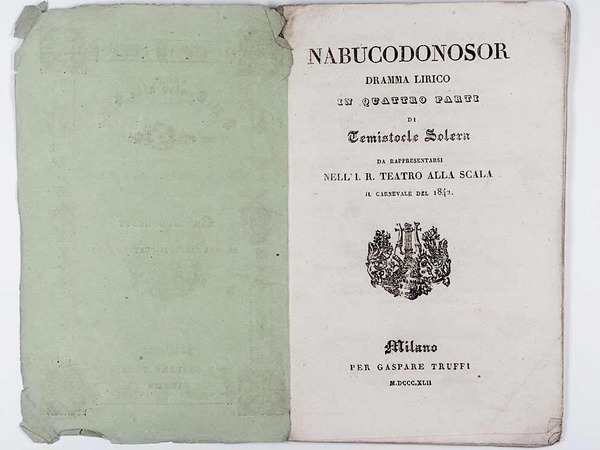 NABUCODONOSOR
DRAMMA LIRICO
IN QUATTRO PARTI
DI
Temistocle Solera
DA RAPPRESENTARSI
NELL' I. R. TEATRO ALLA SCALA
IL CARNEVALE DEL 1842.
Milano
PER GASPARE TRUFFI
M.DCCC.XLII